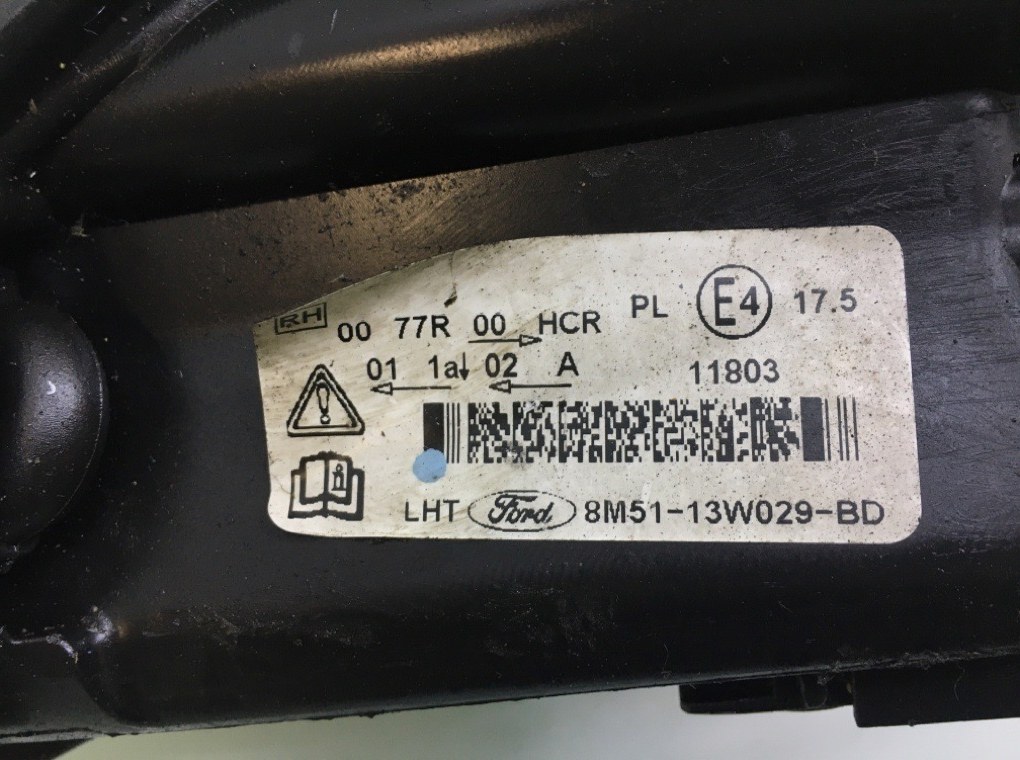 RH 00 77R 00 HCR PL E4 17.5
01 1a↓ 02 A 11803
LHT Ford 8M51-13W029-BD